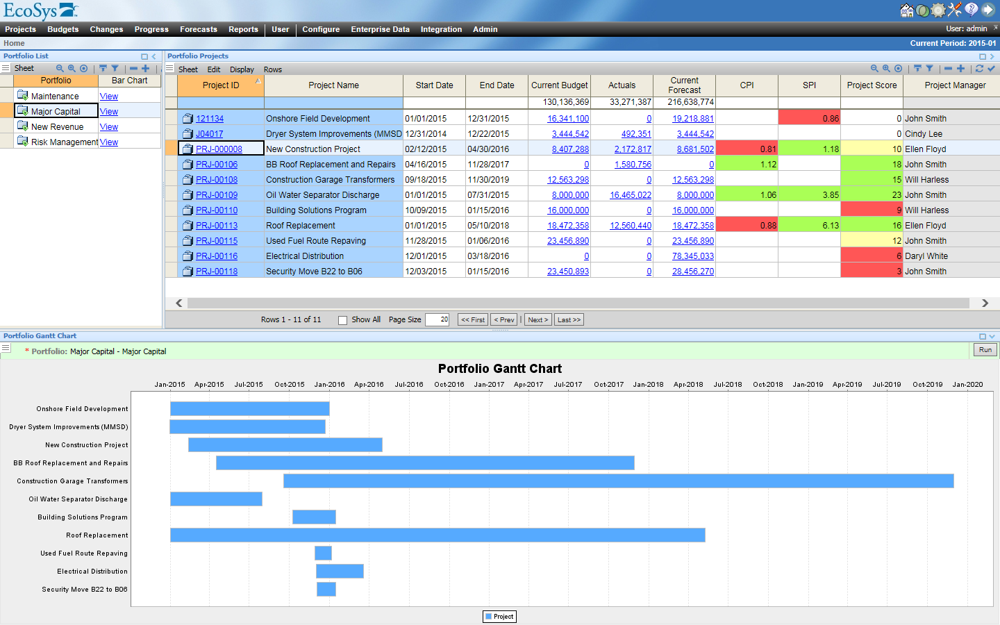 EcoSys
Projects Budgets Changes Progress Forecasts Reports User Configure Enterprise Data Integration Admin User: admin
Home Current Period: 2015-01
Portfolio List
Sheet
Portfolio Bar Chart
Maintenance View
Major Capital View
New Revenue View
Risk Management View
Portfolio Projects
Sheet Edit Display Rows
Project ID Project Name Start Date End Date Current Budget Actuals Current Forecast CPI SPI Project Score Project Manager
130,136,369 33,271,387 216,638,774
121134 Onshore Field Development 01/01/2015 12/31/2015 16,341,100 0 19,218,881 0.86 0 John Smith
J04017 Dryer System Improvements (MMSD 12/31/2014 12/22/2015 3,444,542 492,351 3,444,542 0 Cindy Lee
PRJ-000008 New Construction Project 02/12/2015 04/30/2016 8,407,288 2,172,817 8,681,502 0.81 1.18 10 Ellen Floyd
PRJ-00106 BB Roof Replacement and Repairs 04/16/2015 11/28/2017 0 1,580,756 0 1.12 18 John Smith
PRJ-00108 Construction Garage Transformers 09/18/2015 11/30/2019 12,563,298 0 12,563,298 15 Will Harless
PRJ-00109 Oil Water Separator Discharge 01/01/2015 07/31/2015 8,000,000 16,465,022 8,000,000 1.06 3.85 23 John Smith
PRJ-00110 Building Solutions Program 10/09/2015 01/15/2016 16,000,000 0 16,000,000 9 Will Harless
PRJ-00113 Roof Replacement 01/01/2015 05/10/2018 18,472,358 12,560,440 18,472,358 0.88 6.13 16 Ellen Floyd
PRJ-00115 Used Fuel Route Repaving 11/28/2015 01/06/2016 23,456,890 0 23,456,890 12 John Smith
PRJ-00116 Electrical Distribution 12/01/2015 03/18/2016 0 0 78,345,033 6 Daryl White
PRJ-00118 Security Move B22 to B06 12/03/2015 01/15/2016 23,450,893 0 28,456,270 3 John Smith
Rows 1 - 11 of 11 Show All Page Size 20 << First < Prev | Next > Last >>
Portfolio Gantt Chart
* Portfolio: Major Capital - Major Capital Run
Portfolio Gantt Chart
Jan-2015 Apr-2015 Jul-2015 Oct-2015 Jan-2016 Apr-2016 Jul-2016 Oct-2016 Jan-2017 Apr-2017 Jul-2017 Oct-2017 Jan-2018 Apr-2018 Jul-2018 Oct-2018 Jan-2019 Apr-2019 Jul-2019 Oct-2019 Jan-2020
Onshore Field Development
Dryer System Improvements (MMSD)
New Construction Project
BB Roof Replacement and Repairs
Construction Garage Transformers
Oil Water Separator Discharge
Building Solutions Program
Roof Replacement
Used Fuel Route Repaving
Electrical Distribution
Security Move B22 to B06
Project